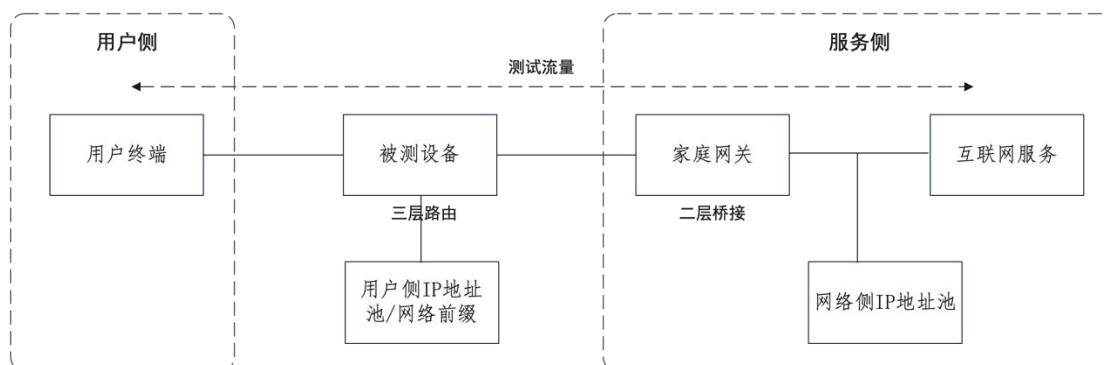 用户侧
服务侧
测试流量
用户终端
被测设备
家庭网关
互联网服务
三层路由
二层桥接
用户侧IP地址
池/网络前缀
网络侧IP地址池